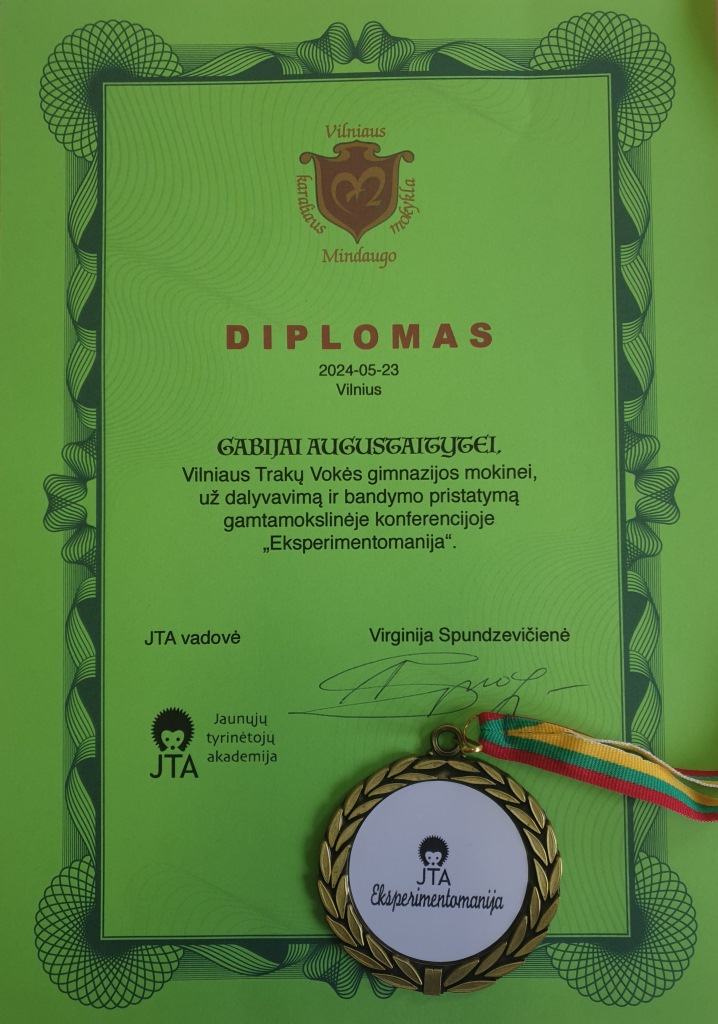 Vilniaus
karaliaus
mokykla
Mindaugo
DIPLOMAS
2024-05-23
Vilnius
GABIJAI AUGUSTAITYTEI,
Vilniaus Trakų Vokės gimnazijos mokinei,
už dalyvavimą ir bandymo pristatymą
gamtamokslinėje konferencijoje
„Eksperimentomanija“.
JTA vadovė
Virginija Spundzevičienė
JTA
Jaunųjų
tyrinėtojų
akademija
JTA
Eksperimentomanija